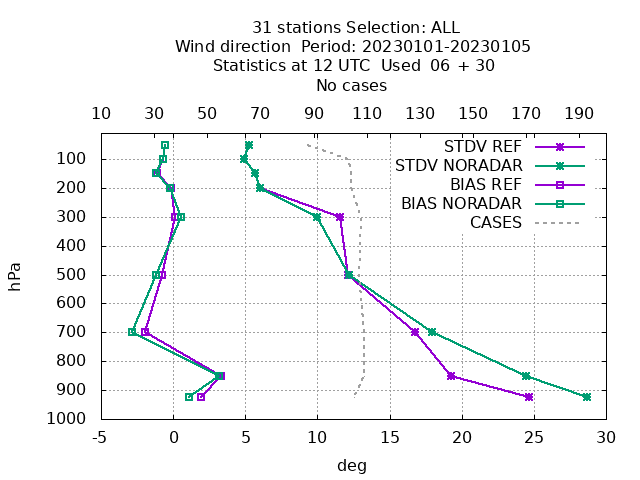 31 stations Selection: ALL
Wind direction  Period: 20230101-20230105
Statistics at 12 UTC  Used  06 + 30
No cases
10 30 50 70 90 110 130 150 170 190
STDV REF
STDV NORADAR
BIAS REF
BIAS NORADAR
CASES
100
200
300
400
500
600
700
800
900
1000
hPa
-5 0 5 10 15 20 25 30
deg